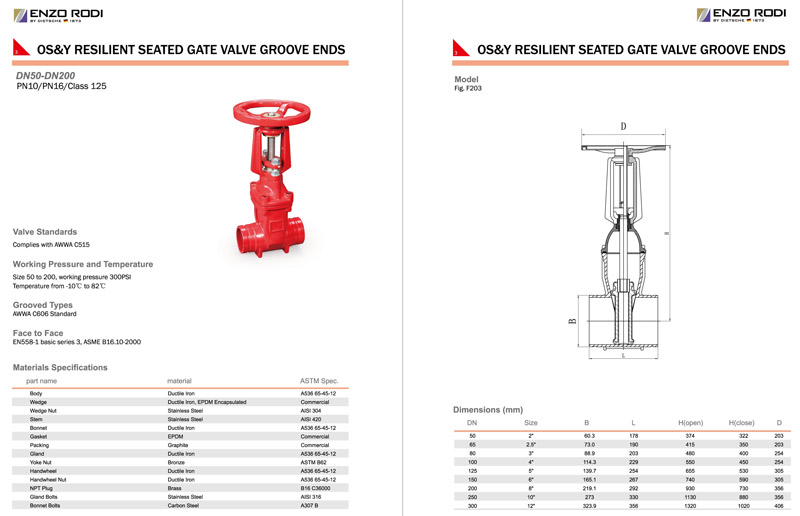 ENZO RODI
BY DIETSCHE 1873
3
OS&Y RESILIENT SEATED GATE VALVE GROOVE ENDS
DN50-DN200
PN10/PN16/Class 125
Valve Standards
Complies with AWWA C515
Working Pressure and Temperature
Size 50 to 200, working pressure 300PSI
Temperature from -10℃ to 82℃
Grooved Types
AWWA C606 Standard
Face to Face
EN558-1 basic series 3, ASME B16.10-2000
Materials Specifications
part name material ASTM Spec.
Body Ductile Iron A536 65-45-12
Wedge Ductile Iron, EPDM Encapsulated Commercial
Wedge Nut Stainless Steel AISI 304
Stem Stainless Steel AISI 420
Bonnet Ductile Iron A536 65-45-12
Gasket EPDM Commercial
Packing Graphite Commercial
Gland Ductile Iron A536 65-45-12
Yoke Nut Bronze ASTM B62
Handwheel Ductile Iron A536 65-45-12
Handwheel Nut Ductile Iron A536 65-45-12
NPT Plug Brass B16 C36000
Gland Bolts Stainless Steel AISI 316
Bonnet Bolts Carbon Steel A307 B
ENZO RODI
BY DIETSCHE 1873
3
OS&Y RESILIENT SEATED GATE VALVE GROOVE ENDS
Model
Fig. F203
D
H
B
L
Dimensions (mm)
DN Size B L H(open) H(close) D
50 2" 60.3 178 374 322 203
65 2.5" 73.0 190 415 350 203
80 3" 88.9 203 480 400 254
100 4" 114.3 229 550 450 254
125 5" 139.7 254 655 530 305
150 6" 165.1 267 740 590 305
200 8" 219.1 292 930 730 356
250 10" 273 330 1130 880 356
300 12" 323.9 356 1320 1020 406